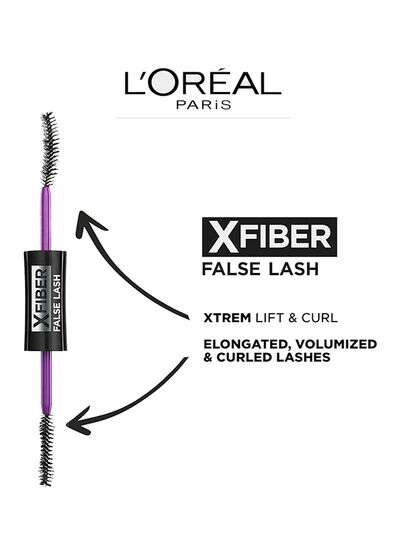 L'ORÉAL
PARiS
XFIBER
FALSE LASH
XFIBER
FALSE LASH
XTREM LIFT & CURL
ELONGATED, VOLUMIZED
& CURLED LASHES